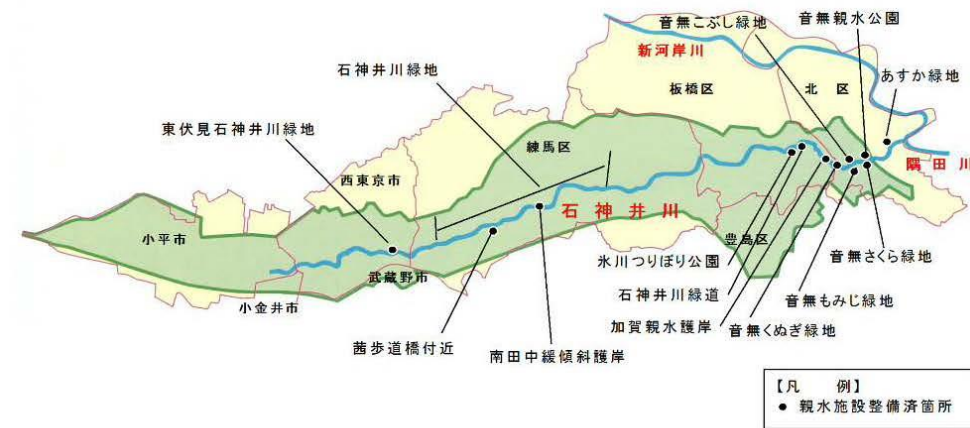 音無こぶし緑地
音無親水公園
新河岸川
石神井川緑地
あすか緑地
板橋区
北　区
東伏見石神井川緑地
練馬区
隅田川
西東京市
石神井川
小平市
豊島区
氷川つりぼり公園
音無さくら緑地
武蔵野市
石神井川緑道
音無もみじ緑地
小金井市
加賀親水護岸
音無くぬぎ緑地
茜歩道橋付近
南田中緩傾斜護岸
【凡　例】
● 親水施設整備済箇所